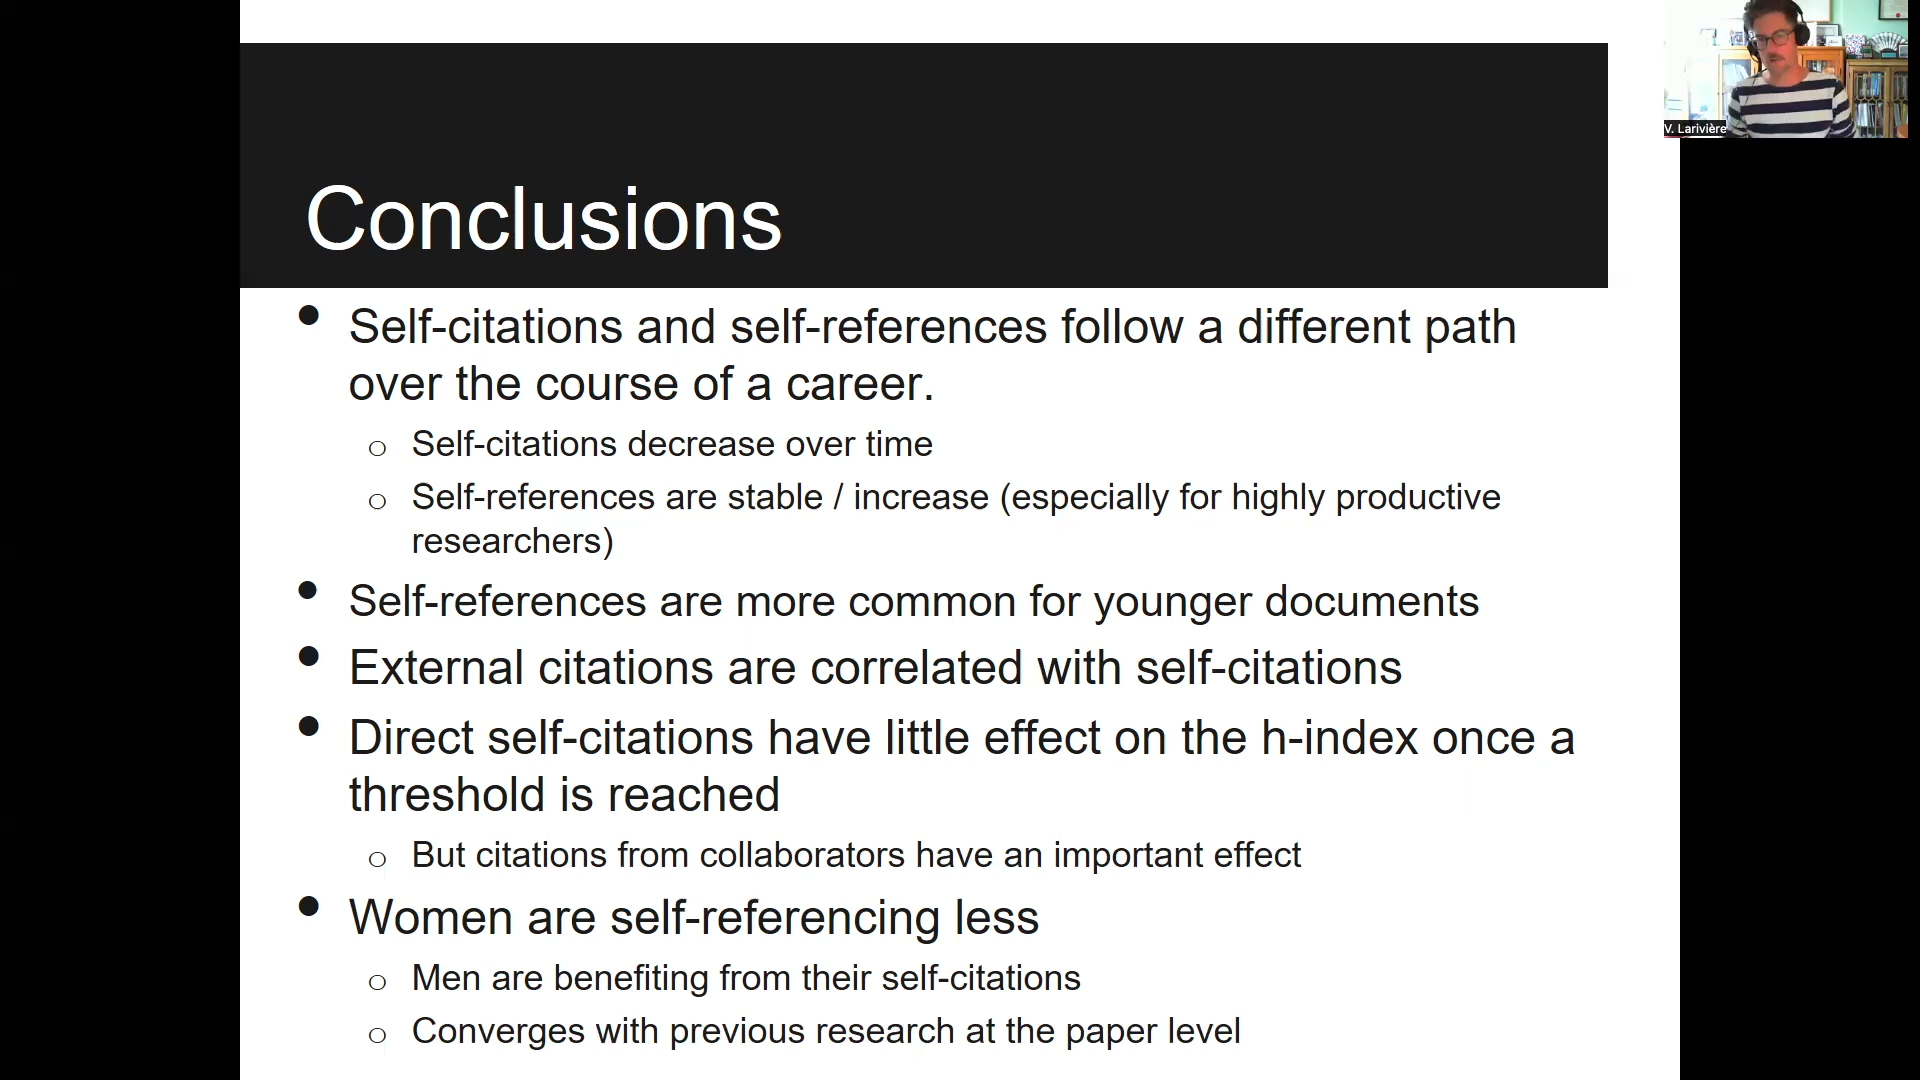 V. Larivière
Conclusions
• Self-citations and self-references follow a different path
over the course of a career.
o Self-citations decrease over time
o Self-references are stable / increase (especially for highly productive
researchers)
• Self-references are more common for younger documents
• External citations are correlated with self-citations
• Direct self-citations have little effect on the h-index once a
threshold is reached
o But citations from collaborators have an important effect
• Women are self-referencing less
o Men are benefiting from their self-citations
o Converges with previous research at the paper level